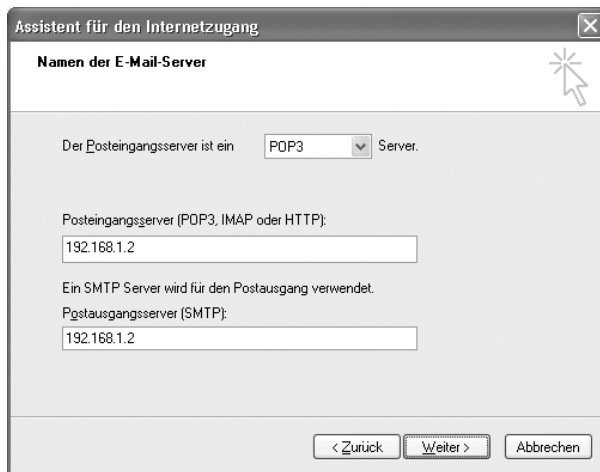 Assistent für den Internetzugang
Namen der E-Mail-Server
Der Posteingangsserver ist ein POP3 Server.
Posteingangsserver (POP3, IMAP oder HTTP):
192.168.1.2
Ein SMTP Server wird für den Postausgang verwendet.
Postausgangsserver (SMTP):
192.168.1.2
< Zurück Weiter > Abbrechen